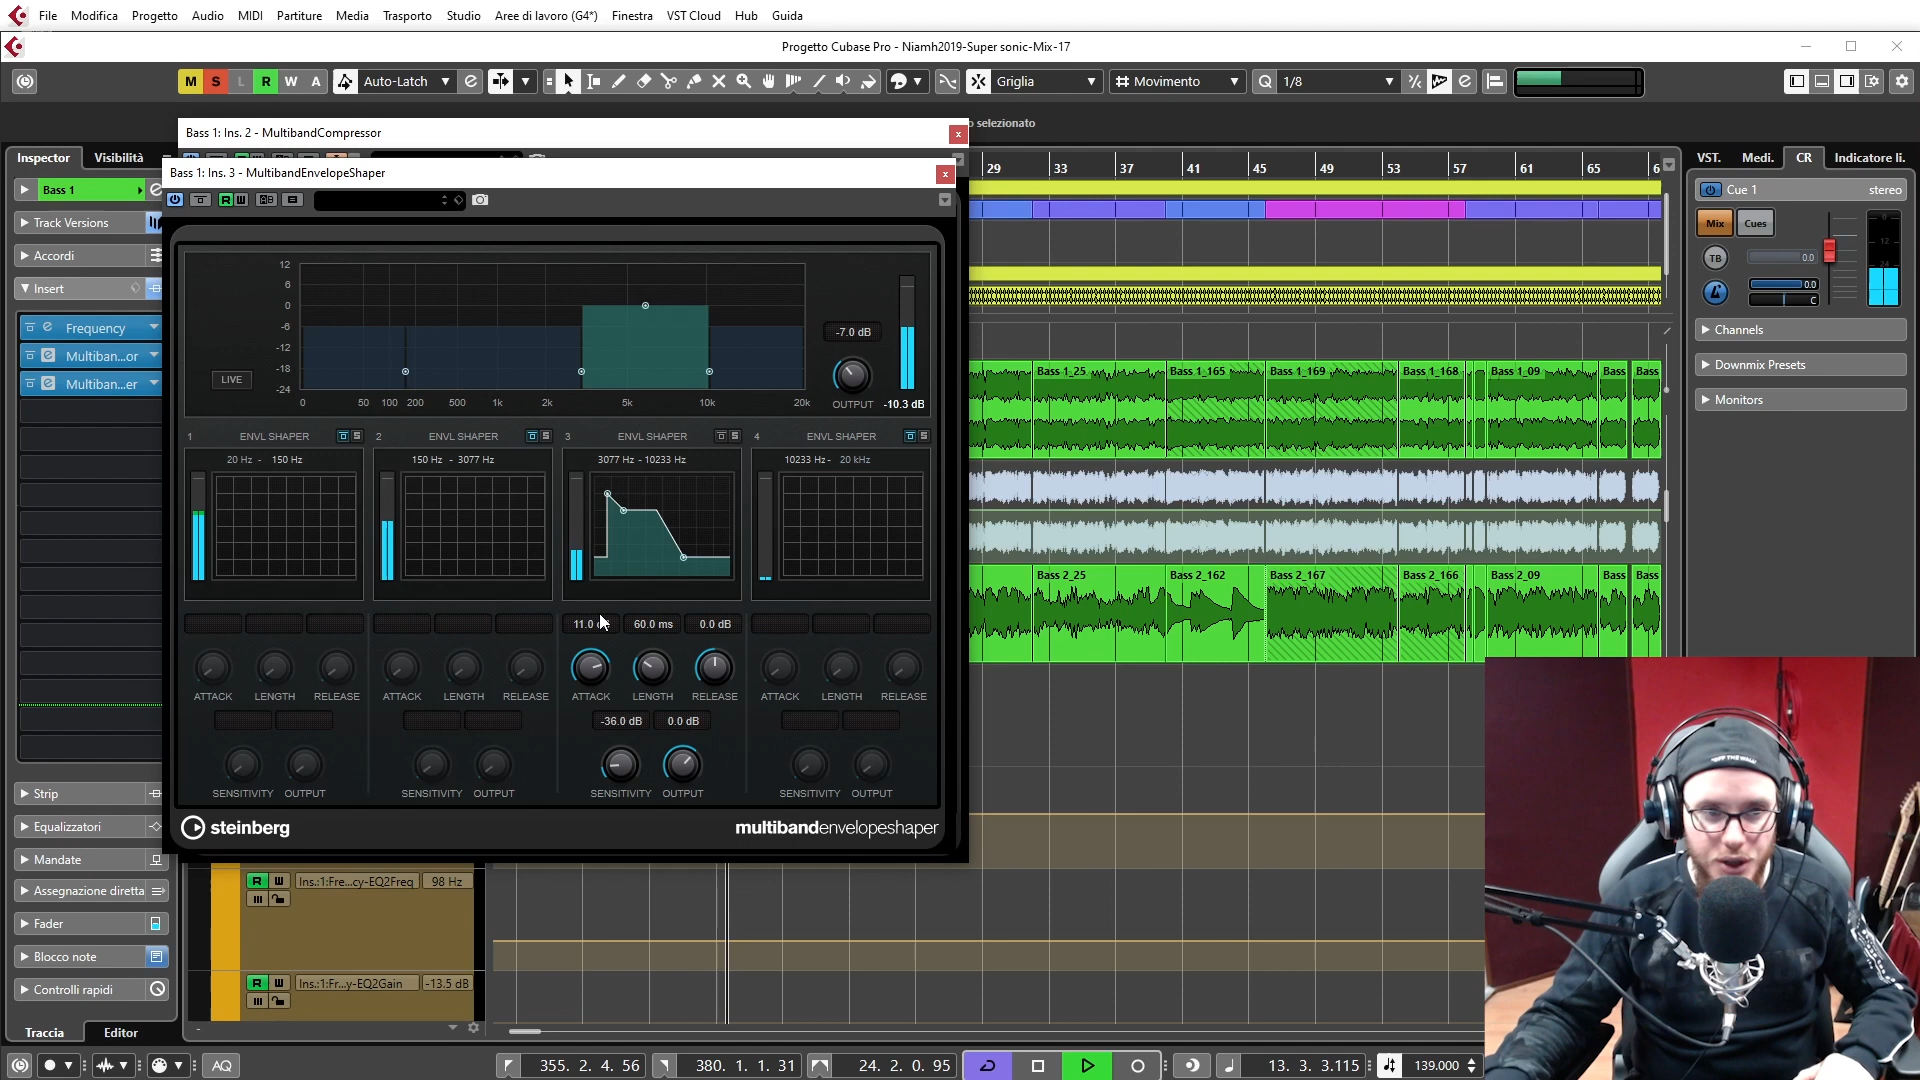 File Modifica Progetto Audio MIDI Partiture Media Trasporto Studio Aree di lavoro (G4*) Finestra VST Cloud Hub Guida
Progetto Cubase Pro - Niamh2019-Super sonic-Mix-17
M S L R W A Auto-Latch Griglia Movimento Q 1/8
Bass 1: Ins. 2 - MultibandCompressor
o selezionato
Inspector Visibilità
Bass 1: Ins. 3 - MultibandEnvelopeShaper
29 33 37 41 45 49 53 57 61 65 6
VST. Medi. CR Indicatore li.
Bass 1
Cue 1 stereo
Track Versions
Mix Cues
Accordi
TB 0.0
Insert
0.0
C
Frequency
Multiban...or
Multiban...er
Channels
Downmix Presets
Monitors
12
6
0
-6
-12
-18
-24
LIVE
0 50 100 200 500 1k 2k 5k 10k 20k
-7.0 dB
OUTPUT -10.3 dB
Bass 1_25 Bass 1_165 Bass 1_169 Bass 1_168 Bass 1_09 Bass Bass
1 ENVL SHAPER S 2 ENVL SHAPER S 3 ENVL SHAPER S 4 ENVL SHAPER S
20 Hz - 150 Hz 150 Hz - 3077 Hz 3077 Hz - 10233 Hz 10233 Hz - 20 kHz
Bass 2_25 Bass 2_162 Bass 2_167 Bass 2_166 Bass 2_09 Bass Bass
11.0 60.0 ms 0.0 dB
ATTACK LENGTH RELEASE ATTACK LENGTH RELEASE ATTACK LENGTH RELEASE ATTACK LENGTH RELEASE
-36.0 dB 0.0 dB
SENSITIVITY OUTPUT SENSITIVITY OUTPUT SENSITIVITY OUTPUT SENSITIVITY OUTPUT
steinberg multibandenvelopeshaper
Strip
Equalizzatori
Mandate
Assegnazione diretta
Fader
Blocco note
Controlli rapidi
R W Ins.:1:Fre...cy-EQ2Freq 98 Hz
R W Ins.:1:Fr...y-EQ2Gain -13.5 dB
Traccia Editor
AQ 355. 2. 4. 56 380. 1. 1. 31 24. 2. 0. 95 13. 3. 3.115 139.000